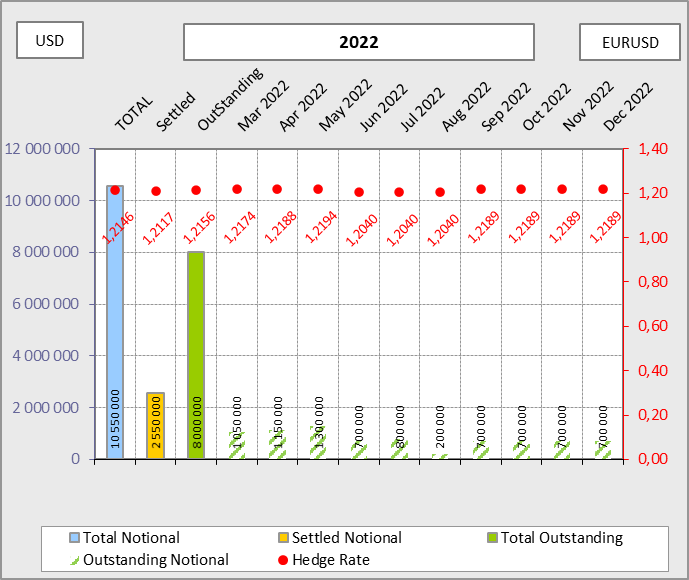 USD
2022
EURUSD
TOTAL
Settled
OutStanding
Mar 2022
Apr 2022
May 2022
Jun 2022
Jul 2022
Aug 2022
Sep 2022
Oct 2022
Nov 2022
Dec 2022
12 000 000
10 000 000
8 000 000
6 000 000
4 000 000
2 000 000
0
1,40
1,20
1,00
0,80
0,60
0,40
0,20
0,00
1,2146
1,2117
1,2156
1,2174
1,2188
1,2194
1,2040
1,2040
1,2040
1,2189
1,2189
1,2189
1,2189
10 550 000
2 550 000
8 000 000
1 050 000
1 150 000
1 300 000
700 000
800 000
200 000
700 000
700 000
700 000
700 000
Total Notional
Settled Notional
Total Outstanding
Outstanding Notional
Hedge Rate